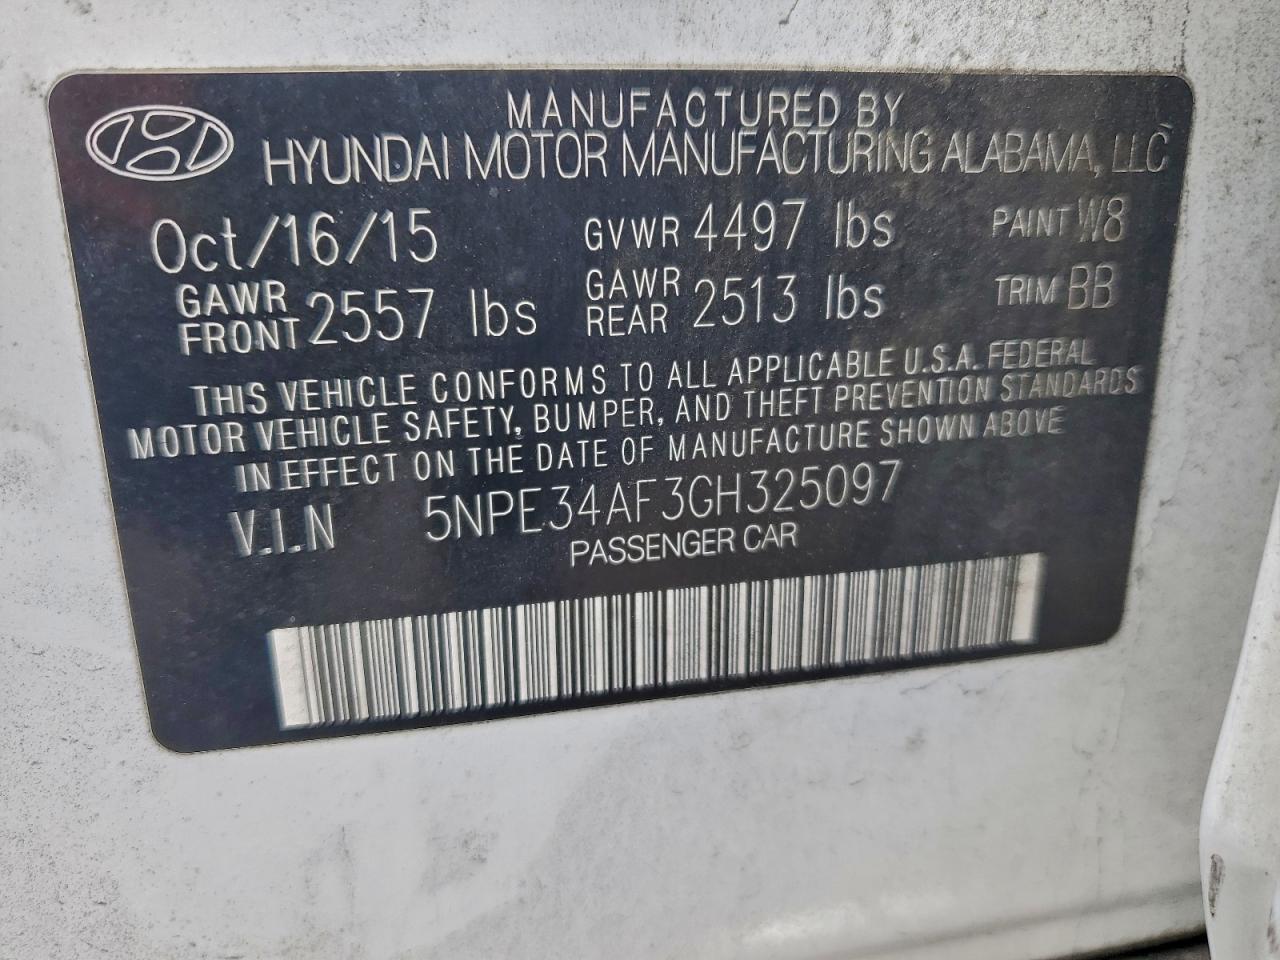 MANUFACTURED BY
HYUNDAI MOTOR MANUFACTURING ALABAMA, LLC
Oct/16/15 GVWR 4497 lbs PAINT W8
GAWR FRONT 2557 lbs GAWR REAR 2513 lbs TRIM BB
THIS VEHICLE CONFORMS TO ALL APPLICABLE U.S.A. FEDERAL
MOTOR VEHICLE SAFETY, BUMPER, AND THEFT PREVENTION STANDARDS
IN EFFECT ON THE DATE OF MANUFACTURE SHOWN ABOVE
V.I.N 5NPE34AF3GH325097
PASSENGER CAR